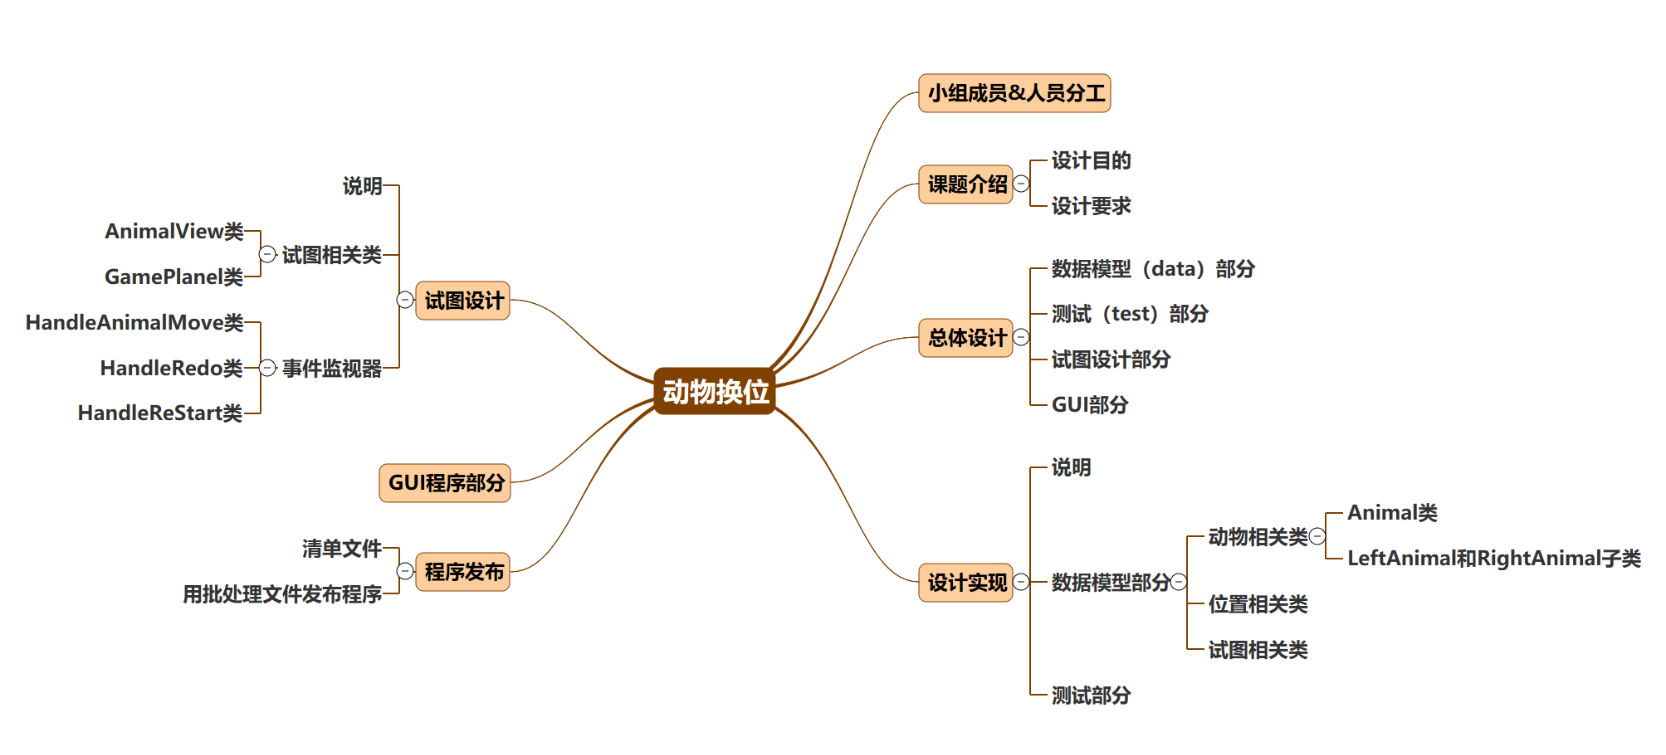 动物换位
小组成员&人员分工
课题介绍
设计目的
设计要求
总体设计
数据模型（data）部分
测试（test）部分
试图设计部分
GUI部分
设计实现
说明
数据模型部分
动物相关类
Animal类
LeftAnimal和RightAnimal子类
位置相关类
试图相关类
测试部分
试图设计
说明
试图相关类
AnimalView类
GamePlanel类
事件监视器
HandleAnimalMove类
HandleRedo类
HandleReStart类
GUI程序部分
程序发布
清单文件
用批处理文件发布程序